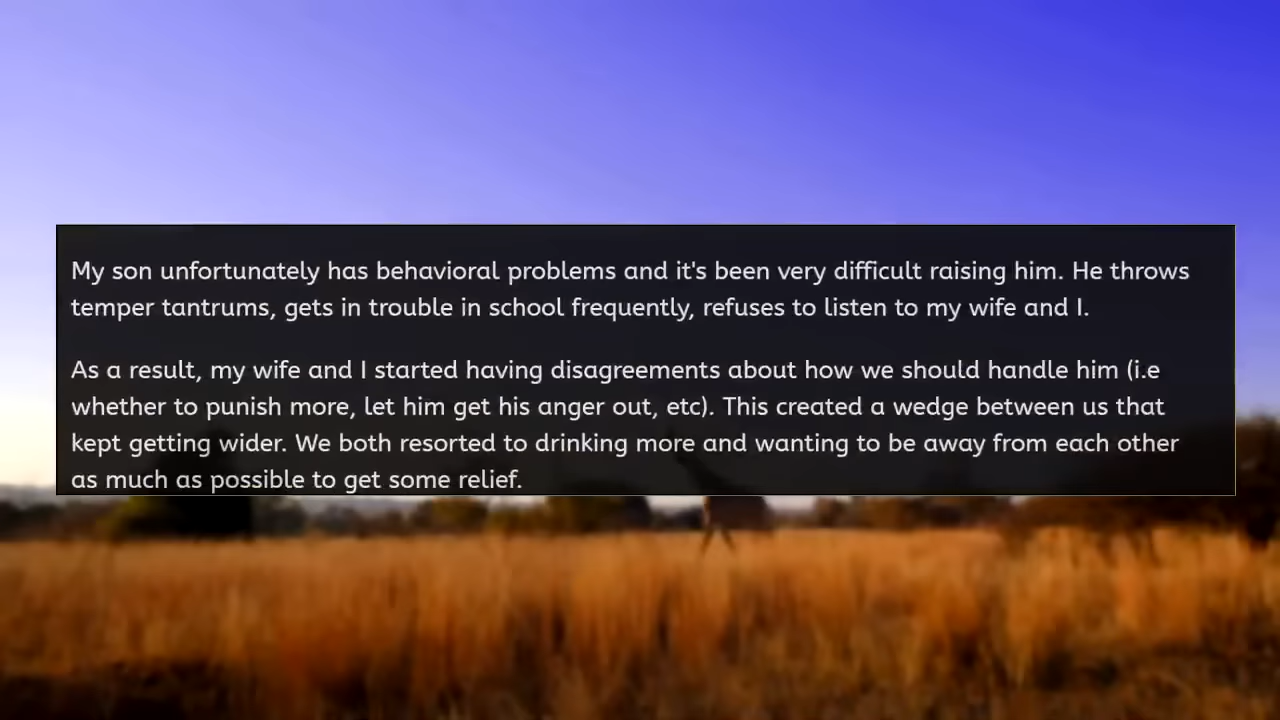 My son unfortunately has behavioral problems and it's been very difficult raising him. He throws
temper tantrums, gets in trouble in school frequently, refuses to listen to my wife and I.
As a result, my wife and I started having disagreements about how we should handle him (i.e
whether to punish more, let him get his anger out, etc). This created a wedge between us that
kept getting wider. We both resorted to drinking more and wanting to be away from each other
as much as possible to get some relief.